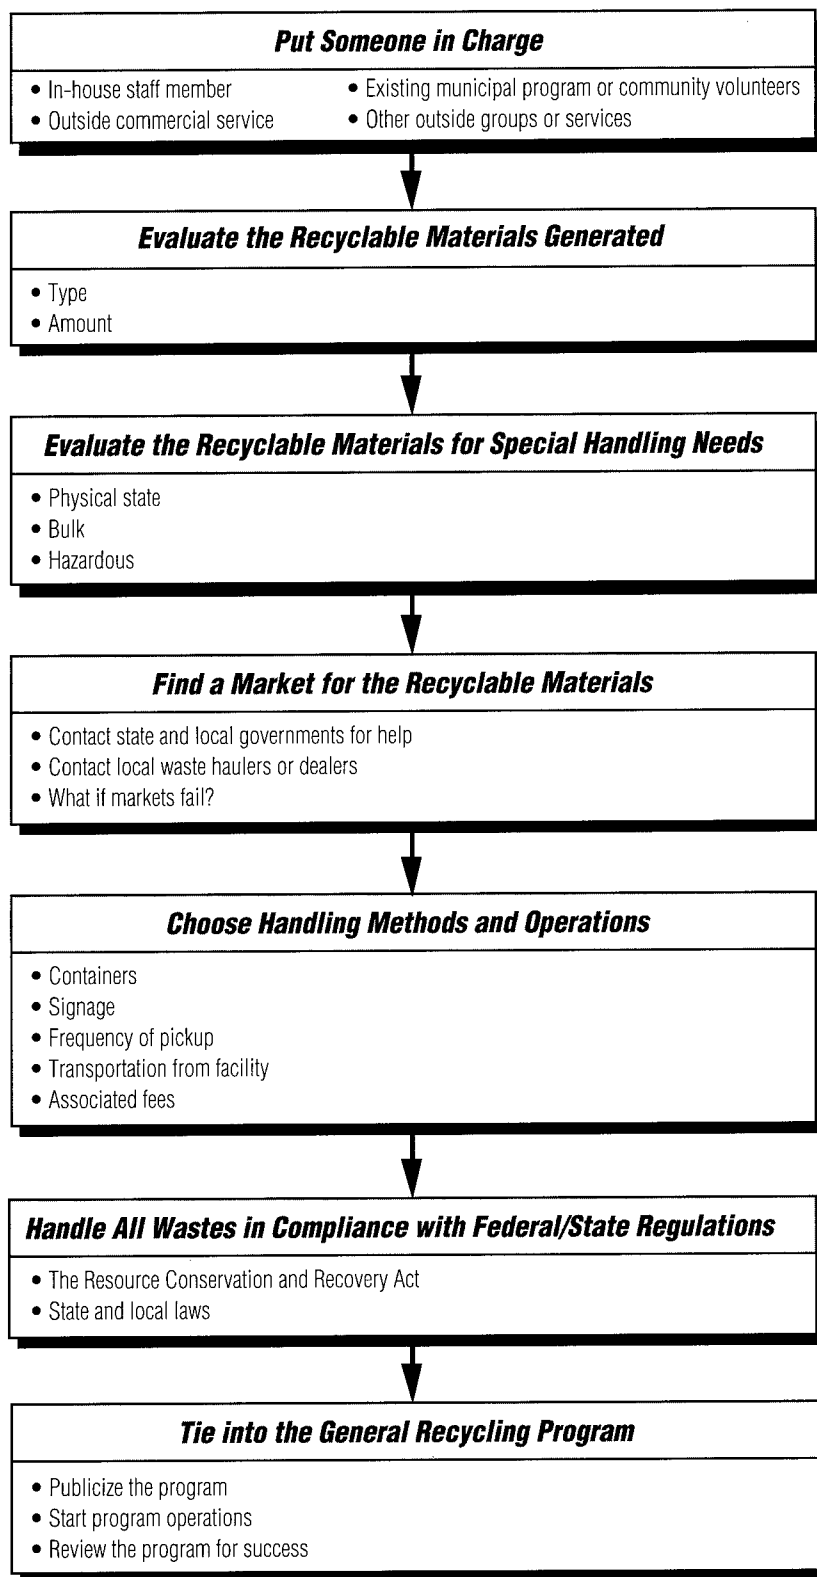 Put Someone in Charge
• In-house staff member
• Outside commercial service
• Existing municipal program or community volunteers
• Other outside groups or services
Evaluate the Recyclable Materials Generated
• Type
• Amount
Evaluate the Recyclable Materials for Special Handling Needs
• Physical state
• Bulk
• Hazardous
Find a Market for the Recyclable Materials
• Contact state and local governments for help
• Contact local waste haulers or dealers
• What if markets fail?
Choose Handling Methods and Operations
• Containers
• Signage
• Frequency of pickup
• Transportation from facility
• Associated fees
Handle All Wastes in Compliance with Federal/State Regulations
• The Resource Conservation and Recovery Act
• State and local laws
Tie into the General Recycling Program
• Publicize the program
• Start program operations
• Review the program for success